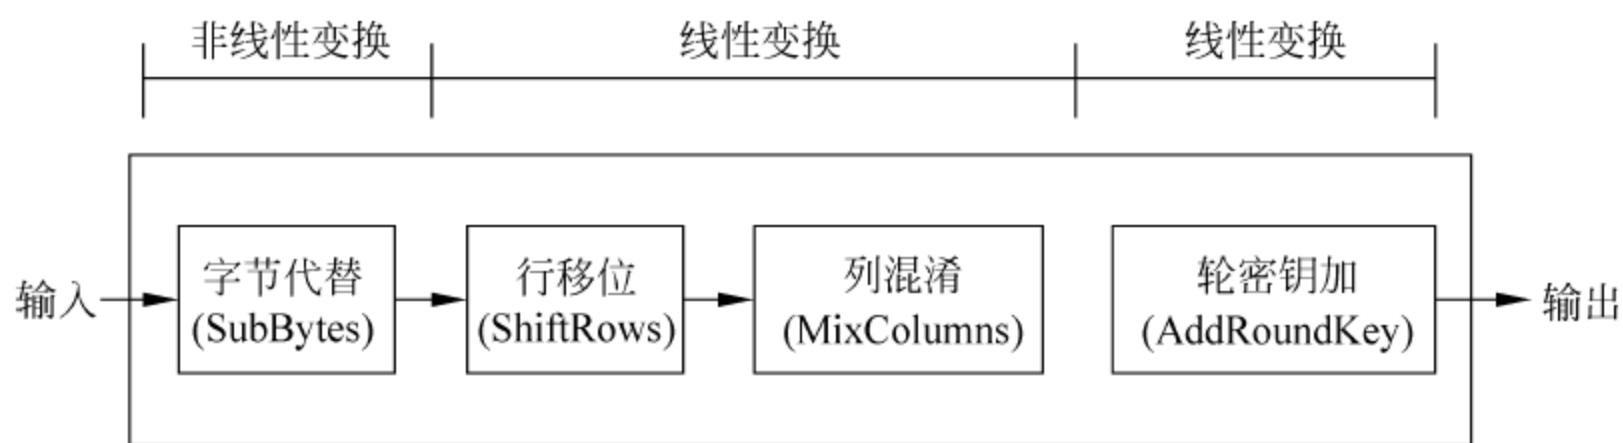 非线性变换
线性变换
线性变换
输入
字节代替
(SubBytes)
行移位
(ShiftRows)
列混淆
(MixColumns)
轮密钥加
(AddRoundKey)
输出